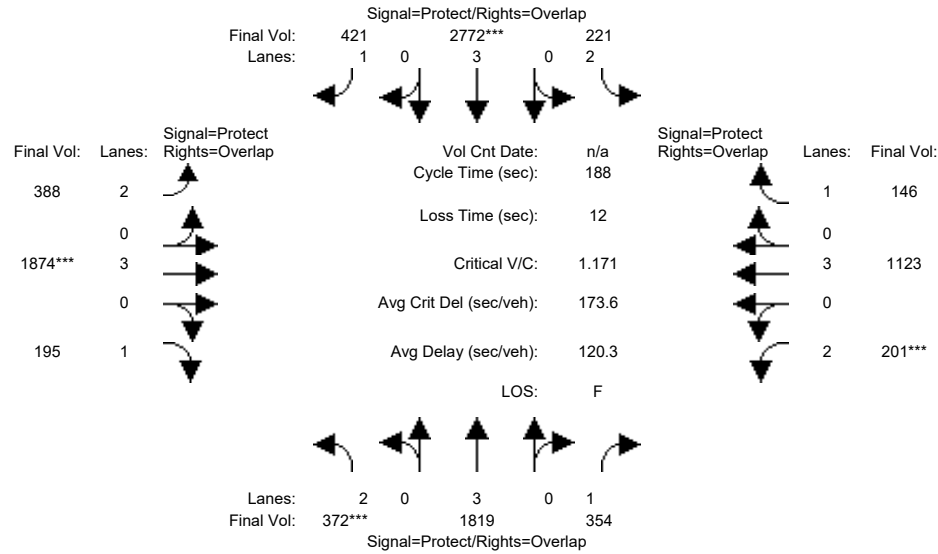 Signal=Protect/Rights=Overlap
Final Vol: 421 2772*** 221
Lanes: 1 0 3 0 2
Signal=Protect Signal=Protect
Final Vol: Lanes: Rights=Overlap Vol Cnt Date: n/a Rights=Overlap Lanes: Final Vol:
Cycle Time (sec): 188
388 2 1 146
Loss Time (sec): 12
0 0
1874*** 3 Critical V/C: 1.171 3 1123
0 Avg Crit Del (sec/veh): 173.6 0
195 1 Avg Delay (sec/veh): 120.3 2 201***
LOS: F
Lanes: 2 0 3 0 1
Final Vol: 372*** 1819 354
Signal=Protect/Rights=Overlap